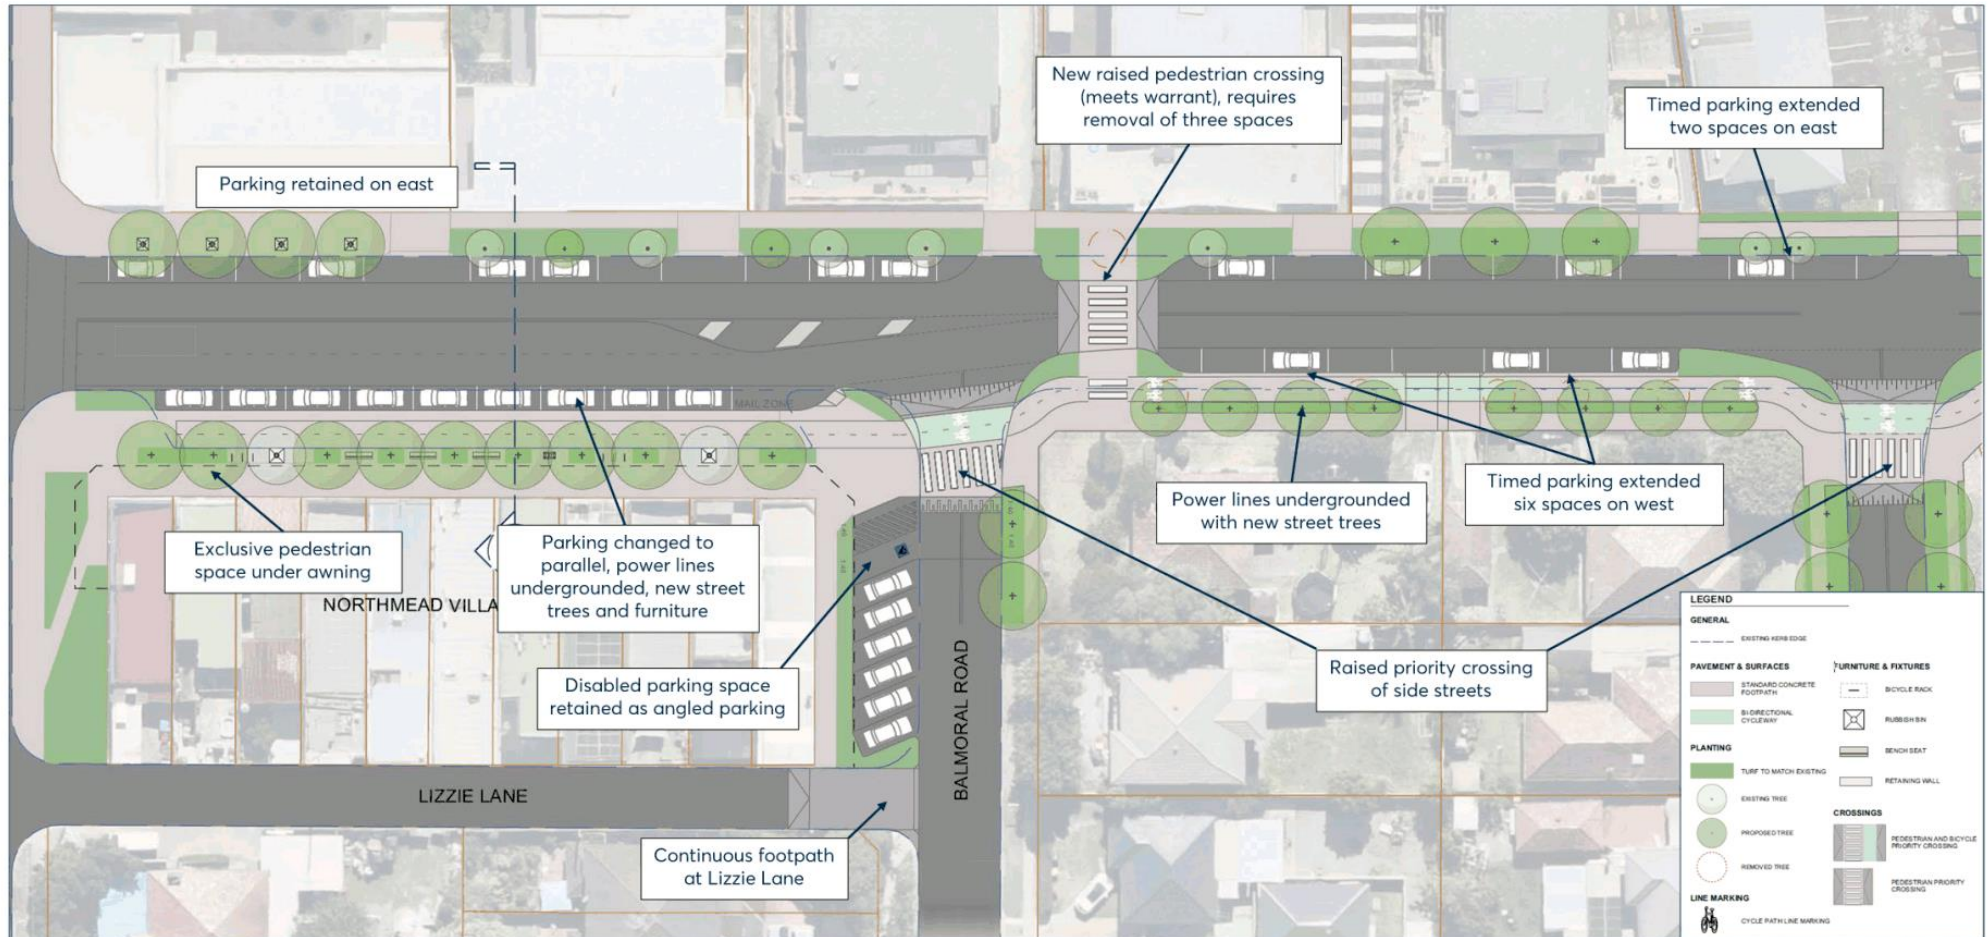 New raised pedestrian crossing
(meets warrant), requires
removal of three spaces
Timed parking extended
two spaces on east
Parking retained on east
MAIL ZONE
Exclusive pedestrian
space under awning
Parking changed to
parallel, power lines
undergrounded, new street
trees and furniture
NORTHMEAD VILLA
Power lines undergrounded
with new street trees
Timed parking extended
six spaces on west
Disabled parking space
retained as angled parking
Raised priority crossing
of side streets
BALMORAL ROAD
LIZZIE LANE
Continuous footpath
at Lizzie Lane
LEGEND
GENERAL
EXISTING KERB EDGE
PAVEMENT & SURFACES
STANDARD CONCRETE
FOOTPATH
BI-DIRECTIONAL
CYCLEWAY
PLANTING
TURF TO MATCH EXISTING
EXISTING TREE
PROPOSED TREE
REMOVED TREE
LINE MARKING
CYCLE PATH LINE MARKING
FURNITURE & FIXTURES
BICYCLE RACK
RUBBISH BIN
BENCH SEAT
RETAINING WALL
CROSSINGS
PEDESTRIAN AND BICYCLE
PRIORITY CROSSING
PEDESTRIAN PRIORITY
CROSSING